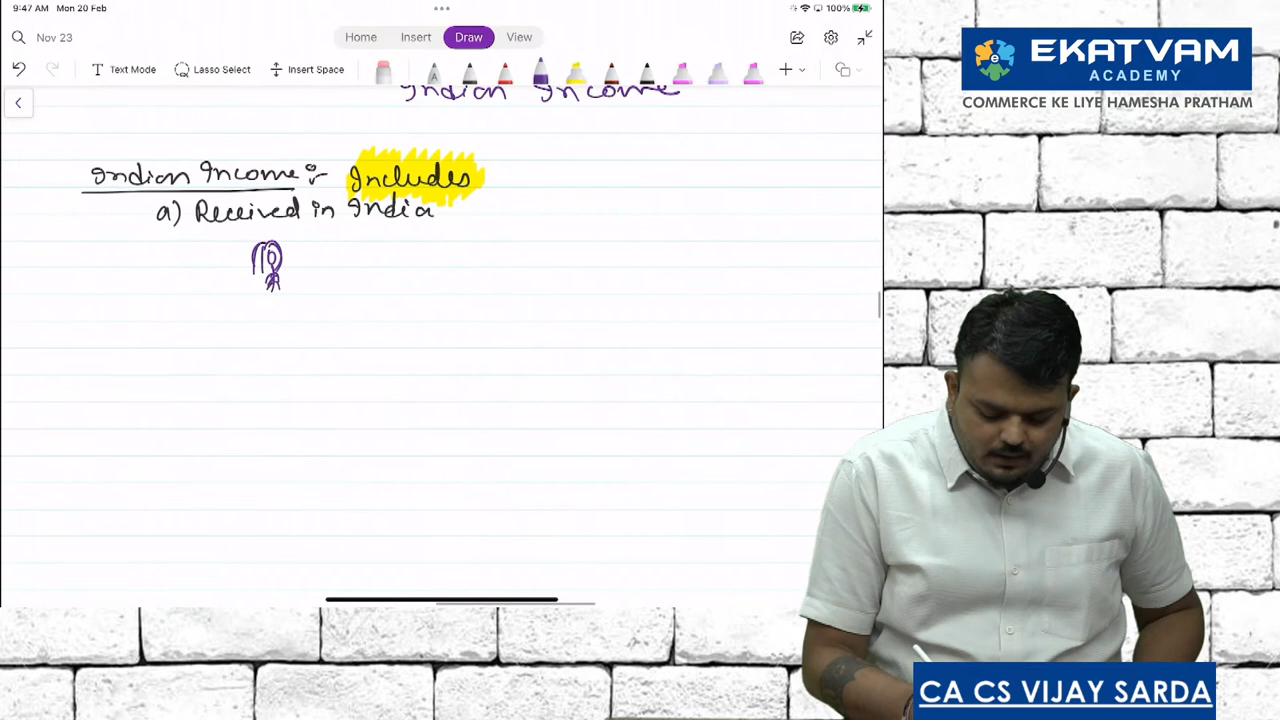 9:47 AM Mon 20 Feb
100%
Nov 23
Home Insert Draw View
Text Mode Lasso Select Insert Space
Indian Income
Indian Income :- Includes
a) Received in India
EKATVAM
ACADEMY
COMMERCE KE LIYE HAMESHA PRATHAM
CA CS VIJAY SARDA